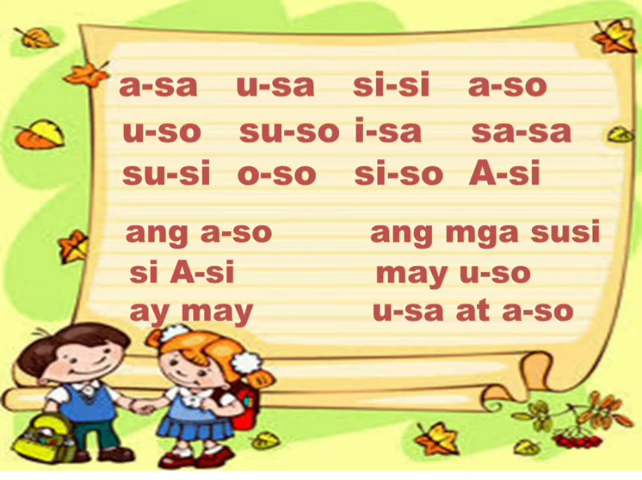 a-sa u-sa si-si a-so
u-so su-so i-sa sa-sa
su-si o-so si-so A-si
ang a-so ang mga susi
si A-si may u-so
ay may u-sa at a-so